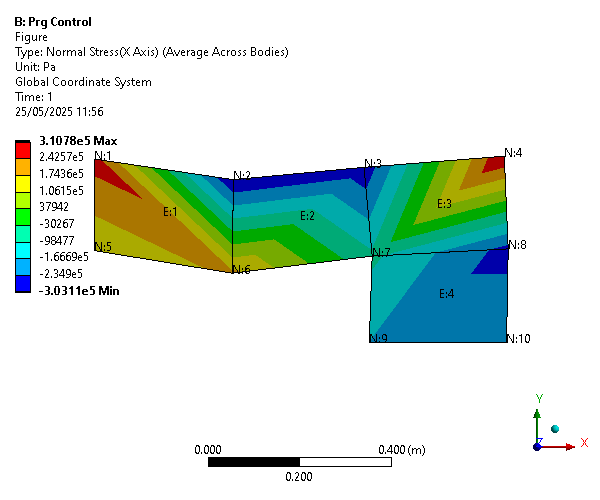 B: Prg Control
Figure
Type: Normal Stress(X Axis) (Average Across Bodies)
Unit: Pa
Global Coordinate System
Time: 1
25/05/2025 11:56
3.1078e5 Max
2.4257e5
1.7436e5
1.0615e5
37942
-30267
-98477
-1.6669e5
-2.349e5
-3.0311e5 Min
N:1
N:2
N:3
N:4
E:1
E:2
E:3
N:5
N:6
N:7
N:8
E:4
N:9
N:10
0.000
0.400 (m)
0.200
Y
Z
X